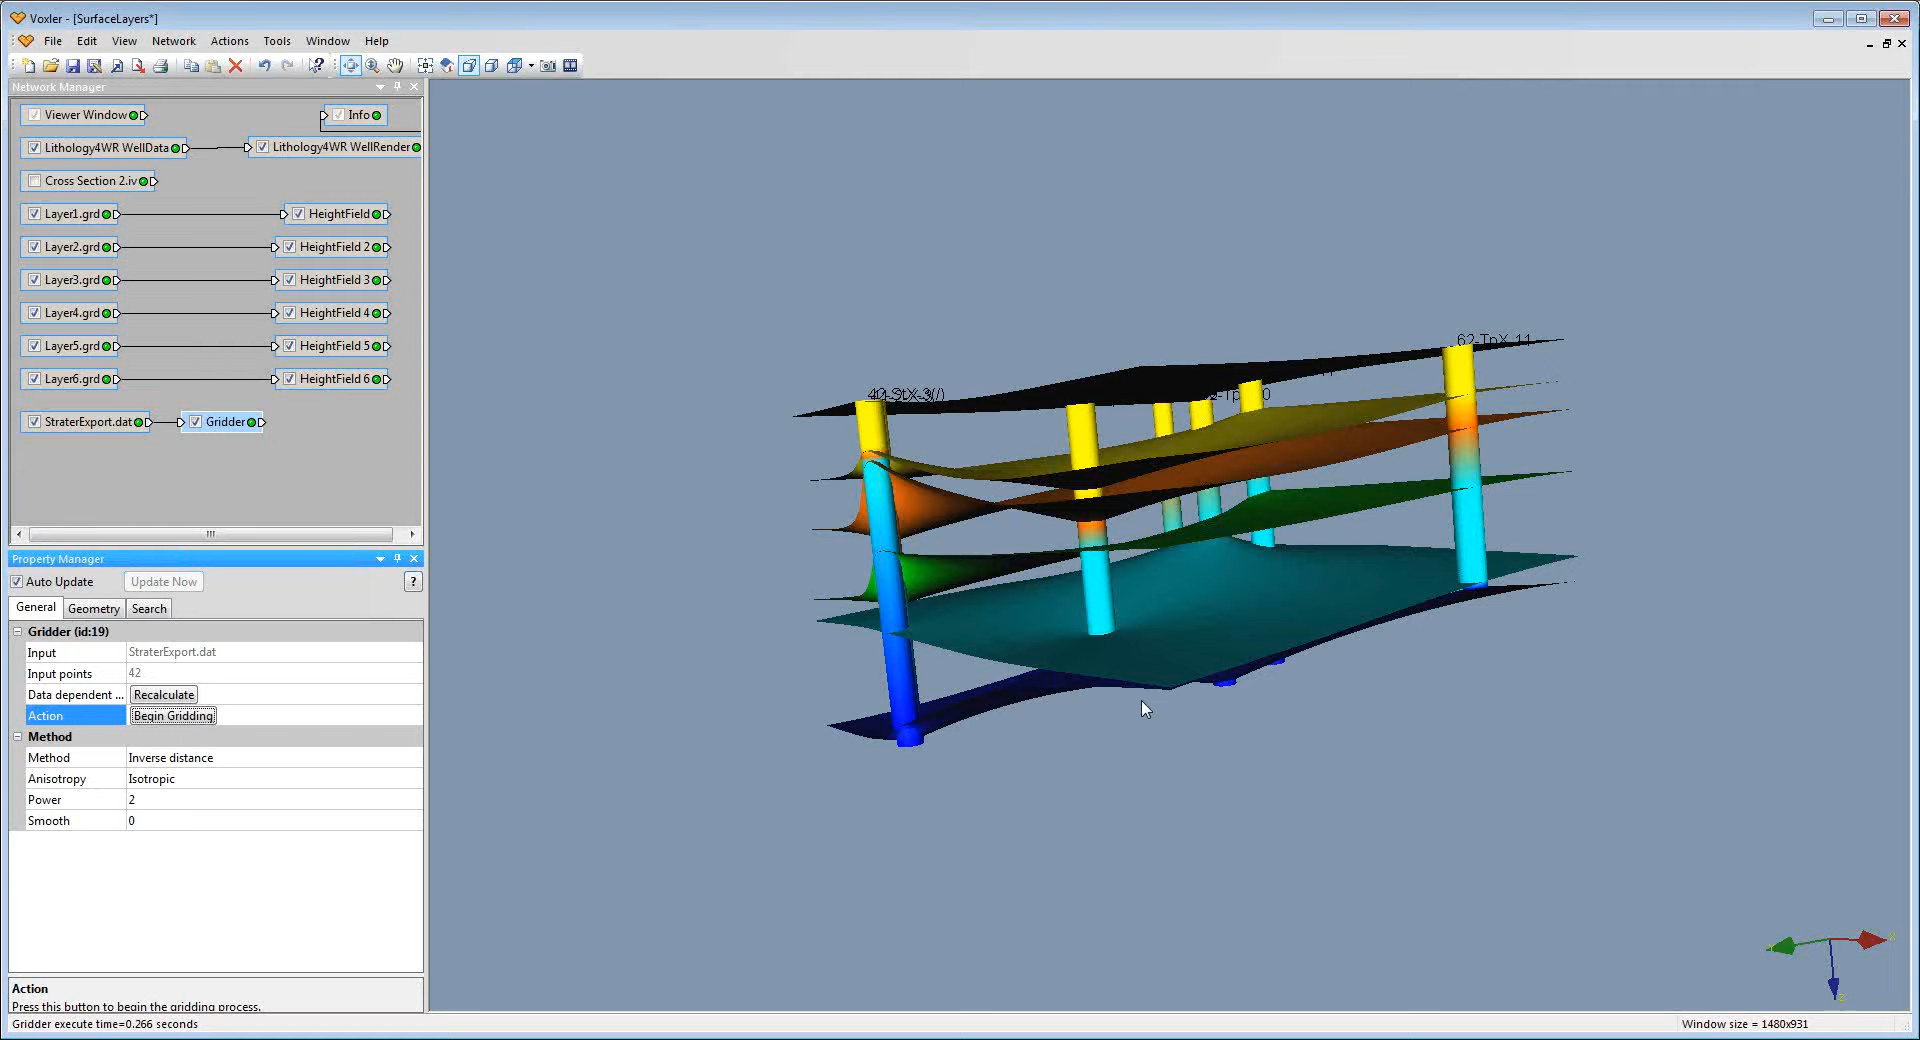 Voxler - [SurfaceLayers*]
File Edit View Network Actions Tools Window Help
Network Manager
Viewer Window
Info
Lithology4WR WellData
Lithology4WR WellRender
Cross Section 2.iv
Layer1.grd
HeightField
Layer2.grd
HeightField 2
Layer3.grd
HeightField 3
Layer4.grd
HeightField 4
Layer5.grd
HeightField 5
Layer6.grd
HeightField 6
StraterExport.dat
Gridder
Property Manager
Auto Update
Update Now
?
General Geometry Search
Gridder (id:19)
Input StraterExport.dat
Input points 42
Data dependent ... Recalculate
Action Begin Gridding
Method
Method Inverse distance
Anisotropy Isotropic
Power 2
Smooth 0
Action
Press this button to begin the gridding process.
Gridder execute time=0.266 seconds
Window size = 1480x931
62-TpX-11
Z